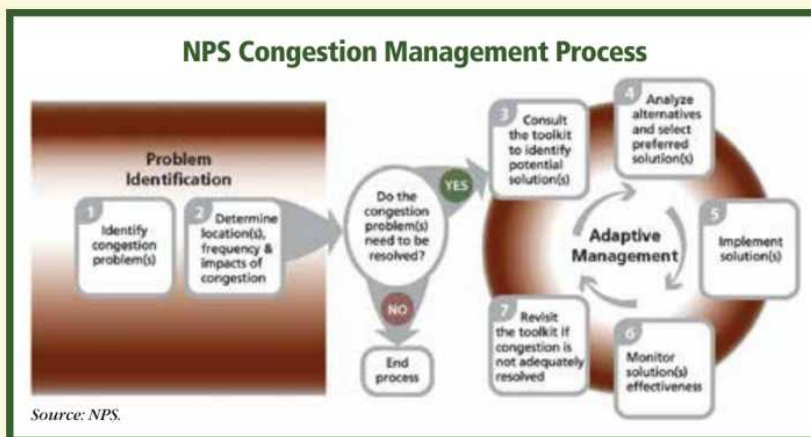 NPS Congestion Management Process
Problem
Identification
1
Identify
congestion
problem(s)
2
Determine
location(s),
frequency &
impacts of
congestion
Do the
congestion
problem(s)
need to be
resolved?
YES
NO
End
process
3
Consult
the toolkit
to identify
potential
solution(s)
4
Analyze
alternatives
and select
preferred
solution(s)
5
Implement
solution(s)
Adaptive
Management
6
Monitor
solution(s)
effectiveness
7
Revisit
the toolkit if
congestion is
not adequately
resolved
Source: NPS.